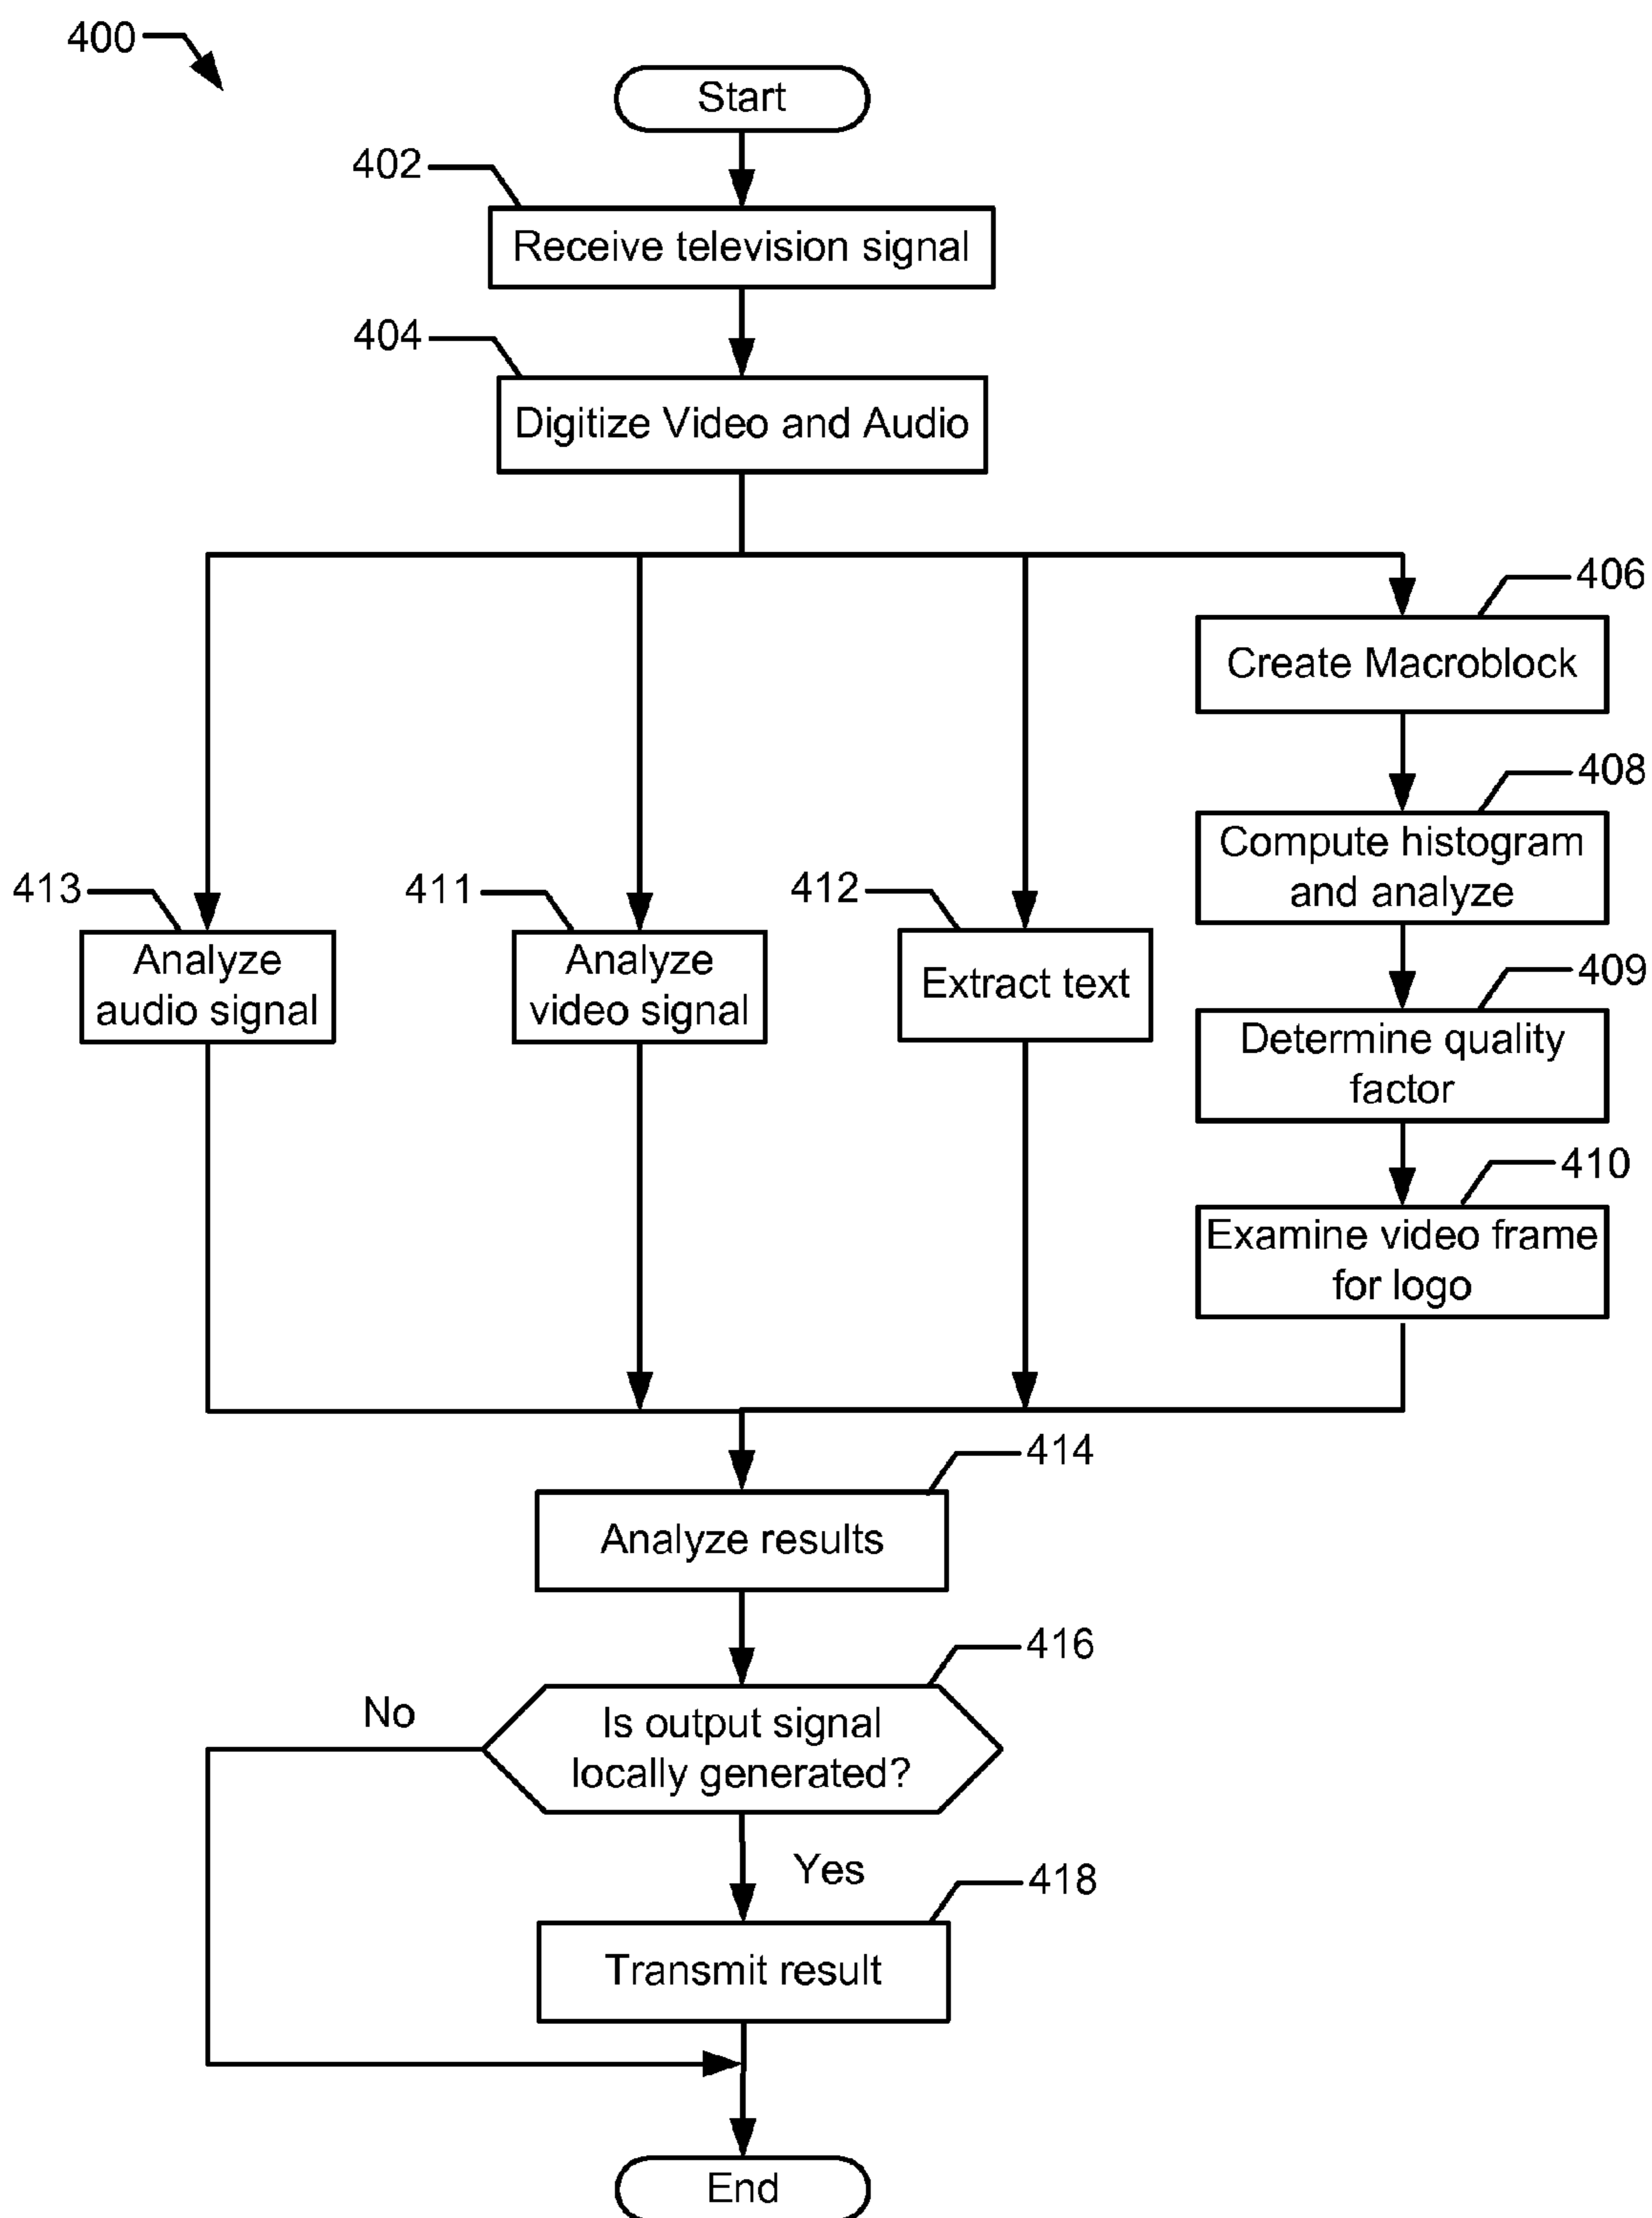 400
Start
402
Receive television signal
404
Digitize Video and Audio
406
Create Macroblock
408
Compute histogram
and analyze
413
Analyze
audio signal
411
Analyze
video signal
412
Extract text
409
Determine quality
factor
410
Examine video frame
for logo
414
Analyze results
416
Is output signal
locally generated?
No
Yes
418
Transmit result
End